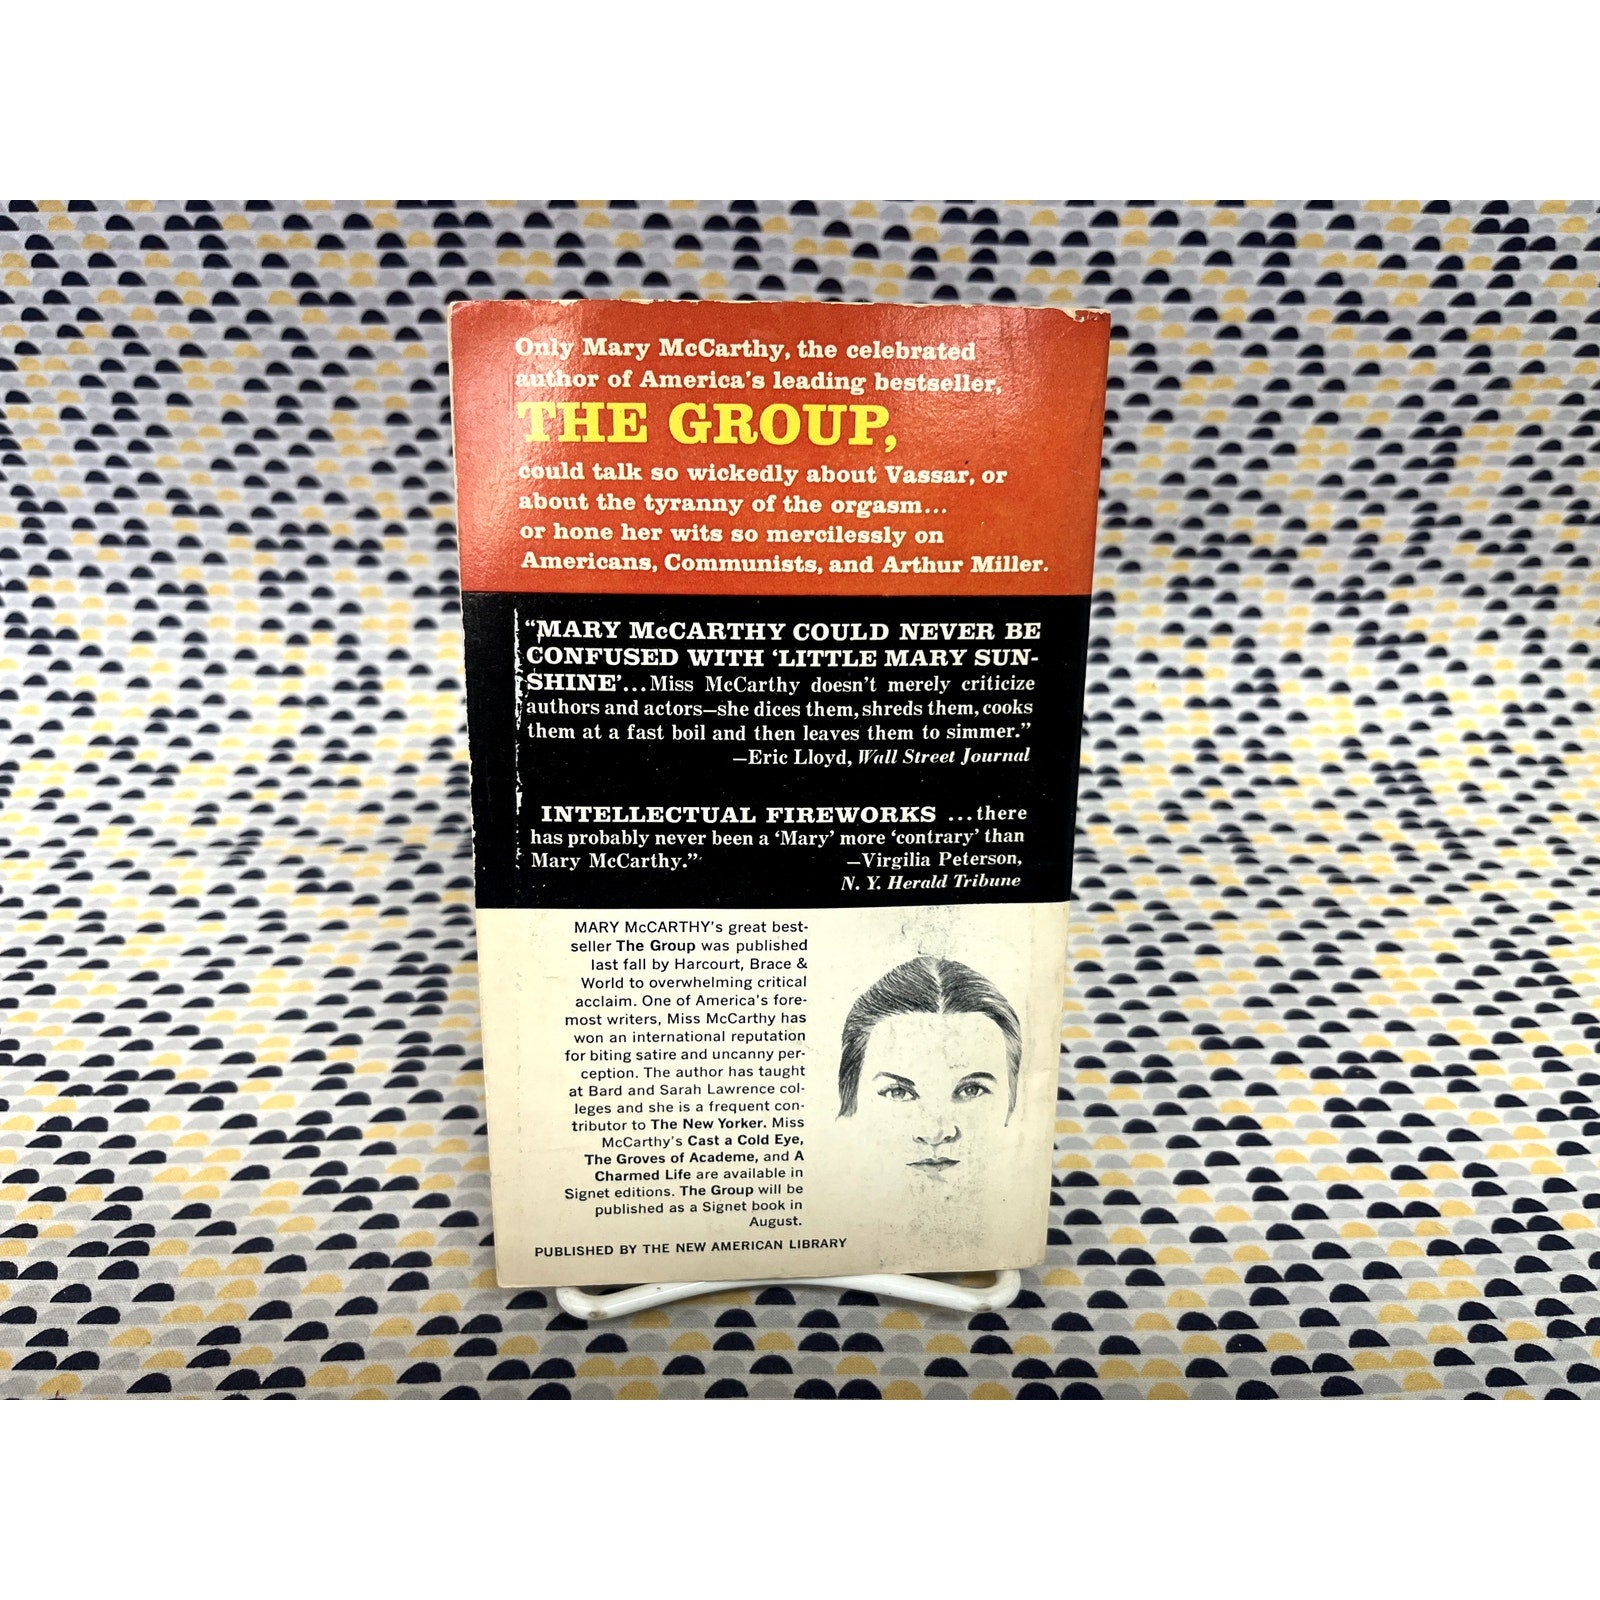 Only Mary McCarthy, the celebrated
author of America's leading bestseller,
THE GROUP,
could talk so wickedly about Vassar, or
about the tyranny of the orgasm...
or hone her wits so mercilessly on
Americans, Communists, and Arthur Miller.
“MARY McCARTHY COULD NEVER BE
CONFUSED WITH ‘LITTLE MARY SUN-
SHINE’...Miss McCarthy doesn't merely criticize
authors and actors—she dices them, shreds them, cooks
them at a fast boil and then leaves them to simmer.”
—Eric Lloyd, Wall Street Journal
INTELLECTUAL FIREWORKS ...there
has probably never been a ‘Mary’ more ‘contrary’ than
Mary McCarthy.”
—Virgilia Peterson,
N. Y. Herald Tribune
MARY McCARTHY's great best-
seller The Group was published
last fall by Harcourt, Brace &
World to overwhelming critical
acclaim. One of America's fore-
most writers, Miss McCarthy has
won an international reputation
for biting satire and uncanny per-
ception. The author has taught
at Bard and Sarah Lawrence col-
leges and she is a frequent con-
tributor to The New Yorker. Miss
McCarthy's Cast a Cold Eye,
The Groves of Academe, and A
Charmed Life are available in
Signet editions. The Group will be
published as a Signet book in
August.
PUBLISHED BY THE NEW AMERICAN LIBRARY